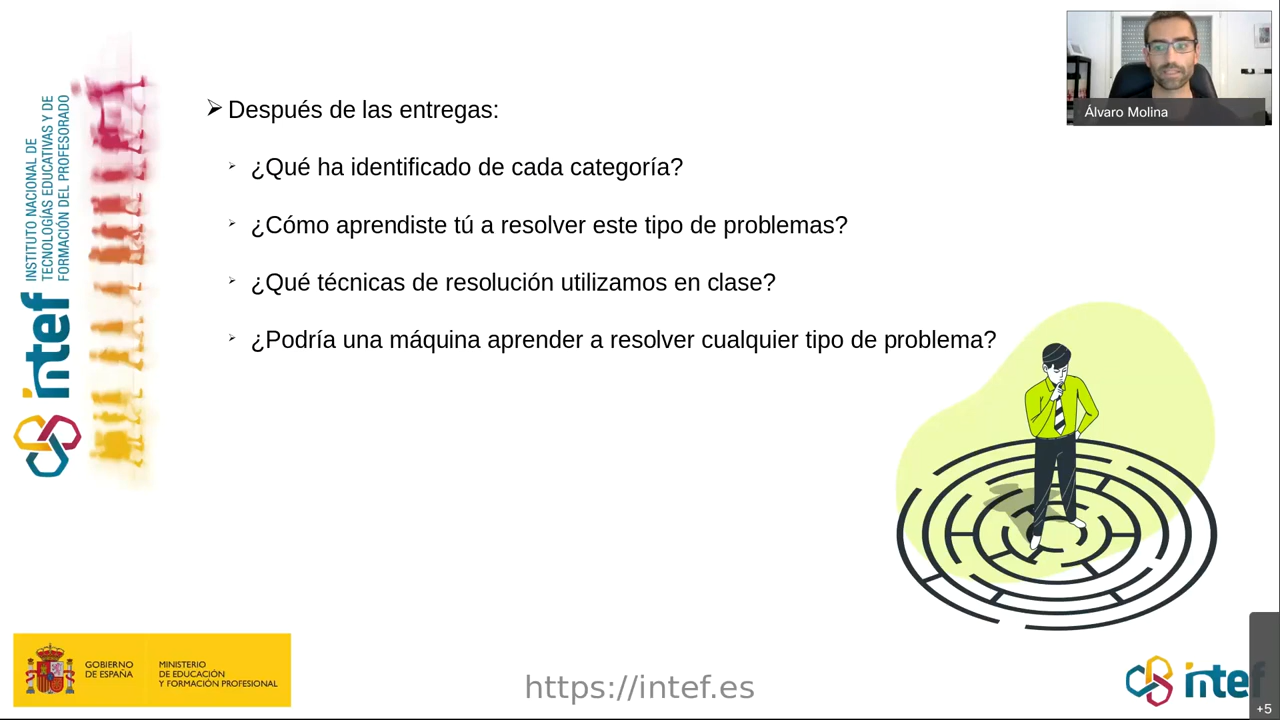 INSTITUTO NACIONAL DE
TECNOLOGÍAS EDUCATIVAS Y DE
FORMACIÓN DEL PROFESORADO
intef
Después de las entregas:
¿Qué ha identificado de cada categoría?
¿Cómo aprendiste tú a resolver este tipo de problemas?
¿Qué técnicas de resolución utilizamos en clase?
¿Podría una máquina aprender a resolver cualquier tipo de problema?
Álvaro Molina
GOBIERNO
DE ESPAÑA
MINISTERIO
DE EDUCACIÓN
Y FORMACIÓN PROFESIONAL
https://intef.es
intef
+5